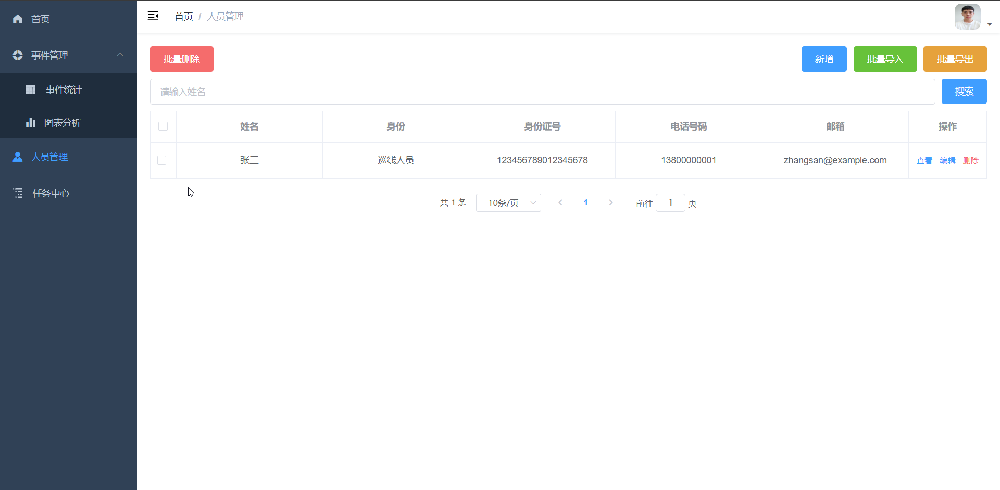 首页
事件管理
事件统计
图表分析
人员管理
任务中心
首页 / 人员管理
批量删除 新增 批量导入 批量导出
请输入姓名 搜索
姓名 身份 身份证号 电话号码 邮箱 操作
张三 巡线人员 123456789012345678 13800000001 zhangsan@example.com 查看 编辑 删除
共 1 条 10条/页 1 前往 1 页